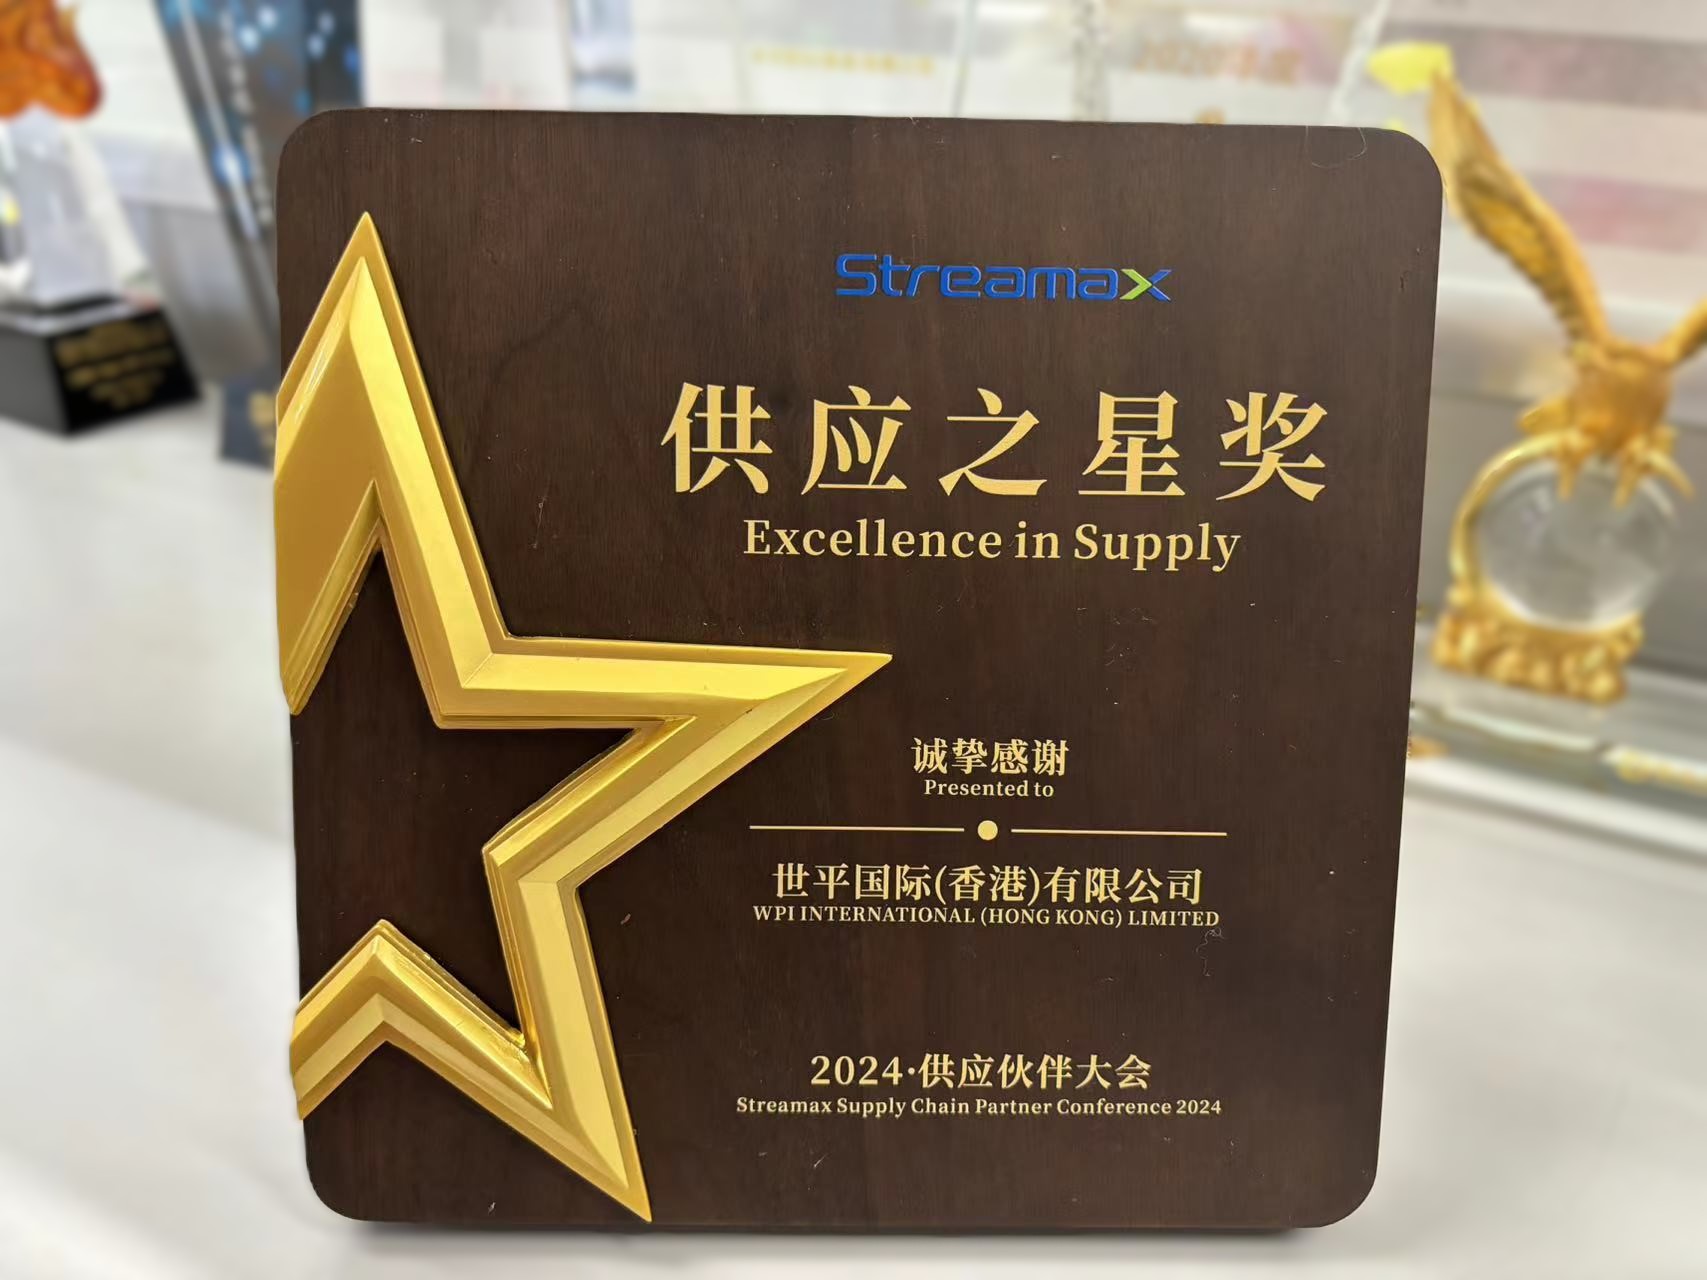 Streamax
供应之星奖
Excellence in Supply
诚挚感谢
Presented to
世平国际(香港)有限公司
WPI INTERNATIONAL (HONG KONG) LIMITED
2024·供应伙伴大会
Streamax Supply Chain Partner Conference 2024